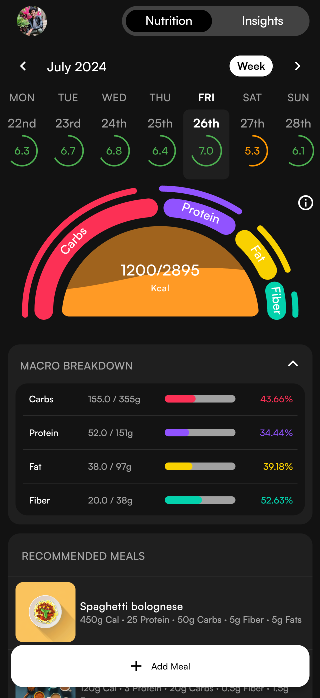 Nutrition Insights
July 2024 Week
MON TUE WED THU FRI SAT SUN
22nd 23rd 24th 25th 26th 27th 28th
6.3 6.7 6.8 6.4 7.0 5.3 6.1
Carbs Protein Fat Fiber
1200/2895
Kcal
MACRO BREAKDOWN
Carbs 155.0 / 355g 43.66%
Protein 52.0 / 151g 34.44%
Fat 38.0 / 97g 39.18%
Fiber 20.0 / 38g 52.63%
RECOMMENDED MEALS
Spaghetti bolognese
450g Cal · 25 Protein · 50g Carbs · 5g Fiber · 5g Fats
+ Add Meal
120g Cal · 3 Protein · 20g Carbs · 0.5g Fiber · 1.5g